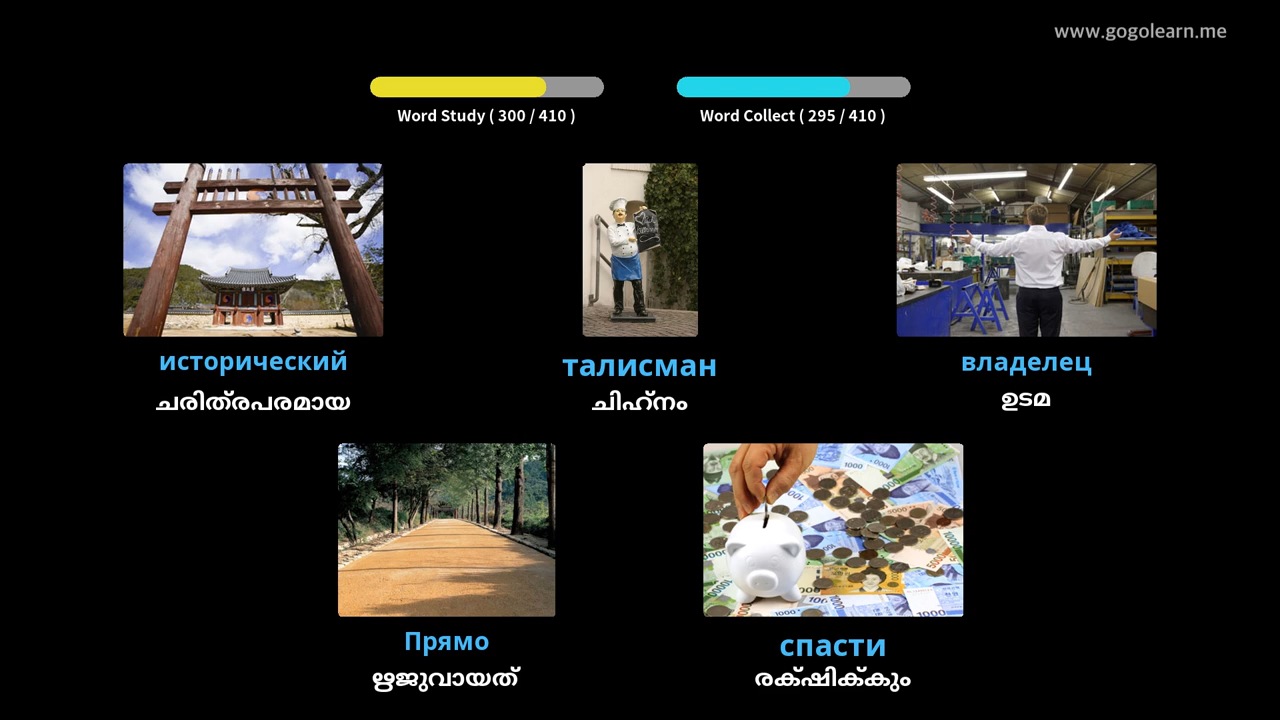 www.gogolearn.me
Word Study ( 300 / 410 )
Word Collect ( 295 / 410 )
исторический
ചരിത്രപരമായ
талисман
ചിഹ്നം
владелец
ഉടമ
Прямо
ഋജുവായത്
спасти
രക്ഷിക്കും